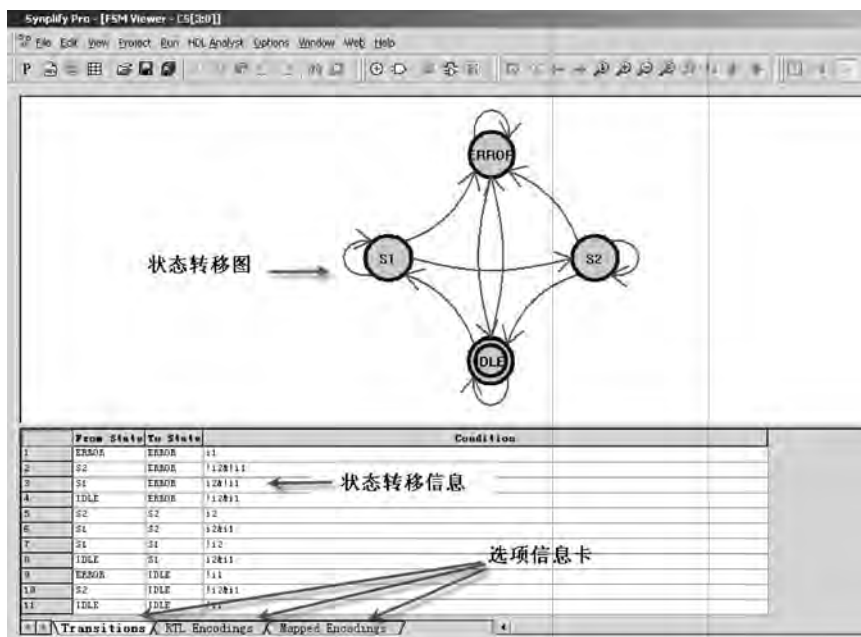 Synplify Pro - [FSM Viewer - CS[3:0]]
File Edit View Project Run HDL Analyst Options Window Web Help
P
ERROR
状态转移图
S1
S2
IDLE
From State To State Condition
1 ERROR ERROR i1
2 S2 ERROR !i2&!i1
3 S1 ERROR i2&!i1
状态转移信息
4 IDLE ERROR !i2&i1
5 S2 S2 i2
6 S1 S2 i2&i1
7 S1 S1 !i2
8 IDLE S1 i2&i1
选项信息卡
9 ERROR IDLE !i1
10 S2 IDLE !i2&i1
11 IDLE IDLE !i1
Transitions RTL Encodings Mapped Encodings